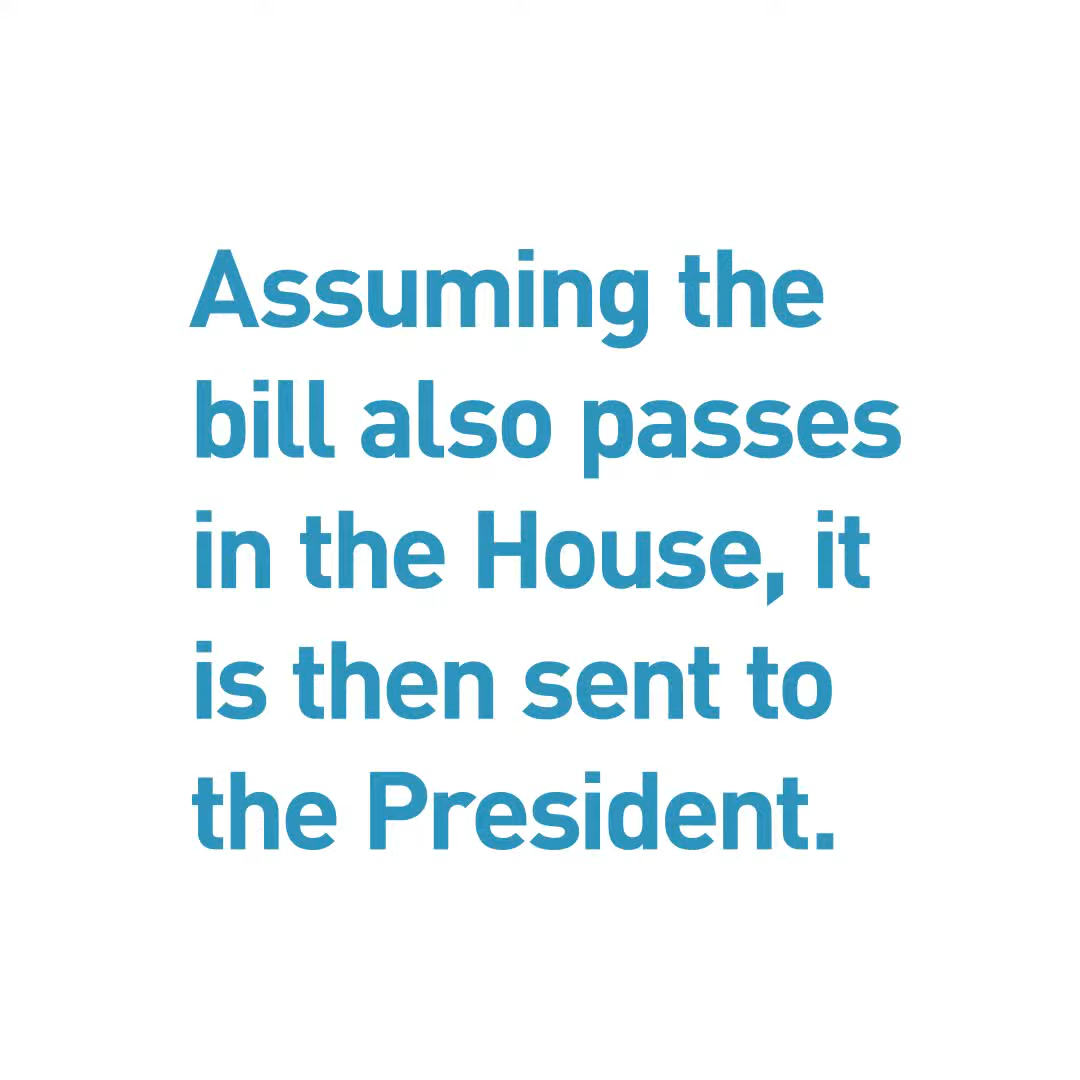 Assuming the
bill also passes
in the House, it
is then sent to
the President.